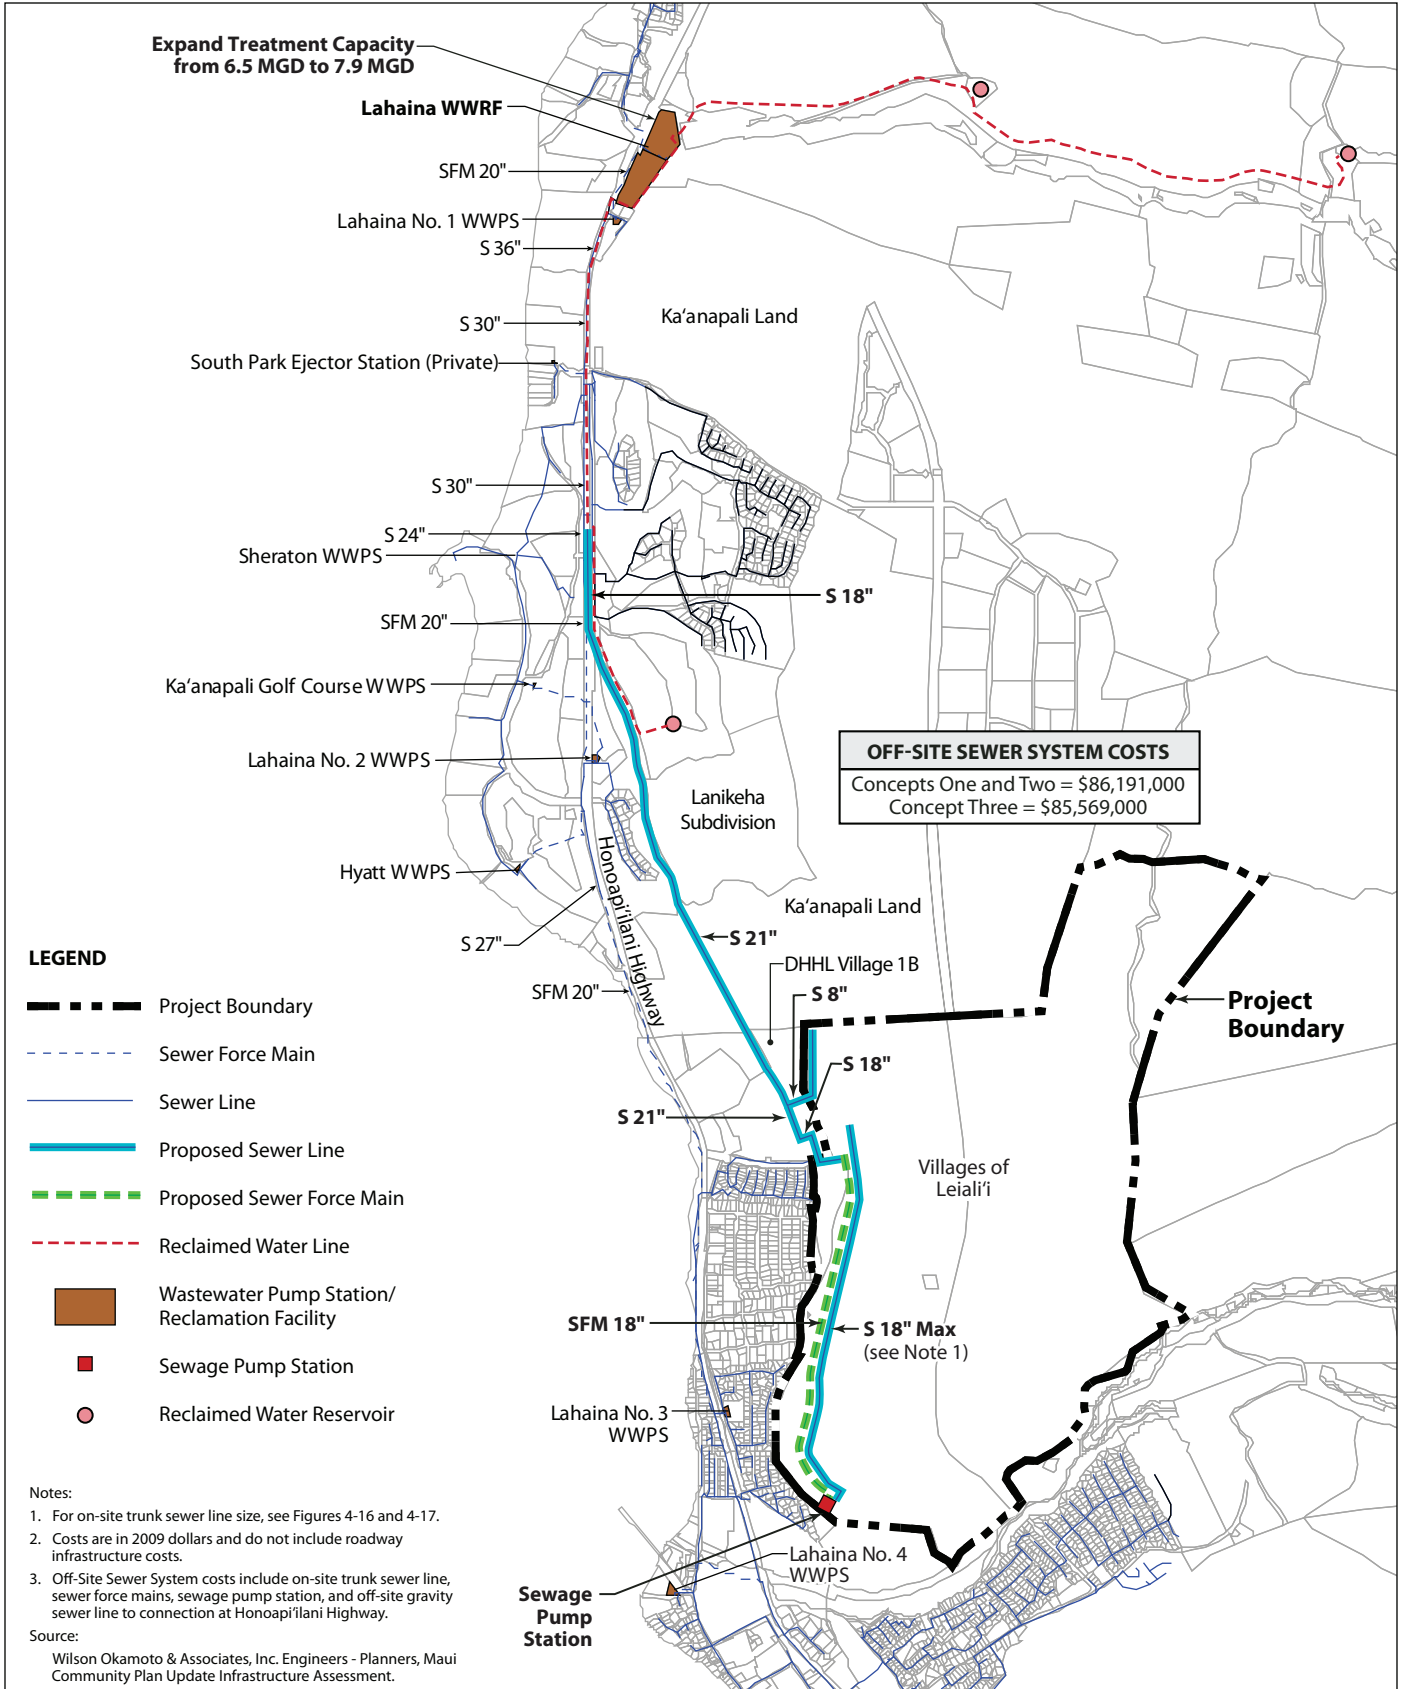 Expand Treatment Capacity
from 6.5 MGD to 7.9 MGD
Lahaina WWRF
SFM 20"
Lahaina No. 1 WWPS
S 36"
Ka‘anapali Land
S 30"
South Park Ejector Station (Private)
S 30"
S 24"
Sheraton WWPS
S 18"
SFM 20"
Ka‘anapali Golf Course WWPS
OFF-SITE SEWER SYSTEM COSTS
Concepts One and Two = $86,191,000
Concept Three = $85,569,000
Lahaina No. 2 WWPS
Lanikeha
Subdivision
Honoapi‘ilani Highway
Hyatt WWPS
Ka‘anapali Land
S 27"
S 21"
DHHL Village 1B
SFM 20"
S 8"
Project
Boundary
S 18"
S 21"
Villages of
Leiali‘i
SFM 18"
S 18" Max
(see Note 1)
Lahaina No. 3
WWPS
Lahaina No. 4
WWPS
Sewage
Pump
Station
LEGEND
Project Boundary
Sewer Force Main
Sewer Line
Proposed Sewer Line
Proposed Sewer Force Main
Reclaimed Water Line
Wastewater Pump Station/
Reclamation Facility
Sewage Pump Station
Reclaimed Water Reservoir
Notes:
1. For on-site trunk sewer line size, see Figures 4-16 and 4-17.
2. Costs are in 2009 dollars and do not include roadway
infrastructure costs.
3. Off-Site Sewer System costs include on-site trunk sewer line,
sewer force mains, sewage pump station, and off-site gravity
sewer line to connection at Honoapi‘ilani Highway.
Source:
Wilson Okamoto & Associates, Inc. Engineers - Planners, Maui
Community Plan Update Infrastructure Assessment.